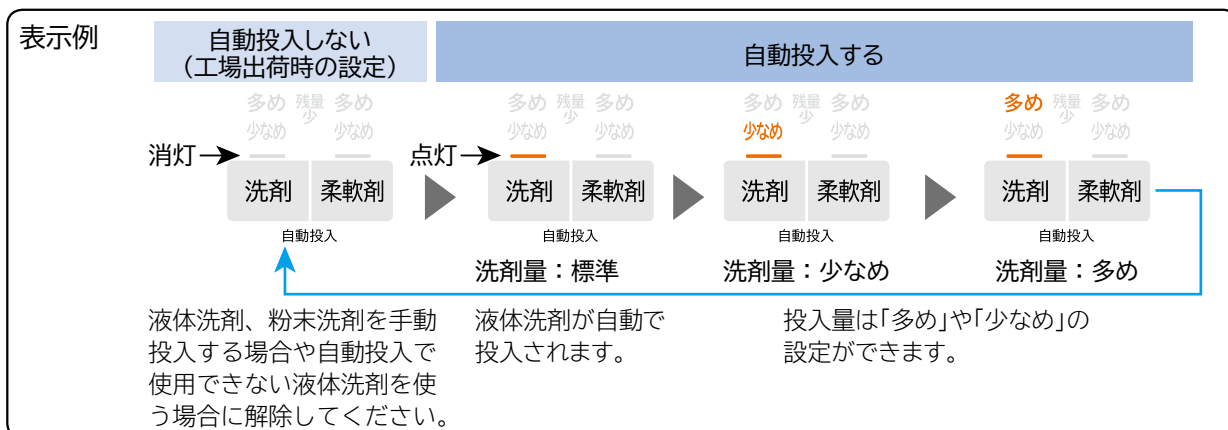 表示例
自動投入しない
（工場出荷時の設定）
自動投入する
多め 残量少 多め
少なめ 少なめ
消灯
洗剤 柔軟剤
自動投入
多め 残量少 多め
少なめ 少なめ
点灯
洗剤 柔軟剤
自動投入
洗剤量：標準
多め 残量少 多め
少なめ 少なめ
洗剤 柔軟剤
自動投入
洗剤量：少なめ
多め 残量少 多め
少なめ 少なめ
洗剤 柔軟剤
自動投入
洗剤量：多め
液体洗剤、粉末洗剤を手動
投入する場合や自動投入で
使用できない液体洗剤を使
う場合に解除してください。
液体洗剤が自動で
投入されます。
投入量は「多め」や「少なめ」の
設定ができます。